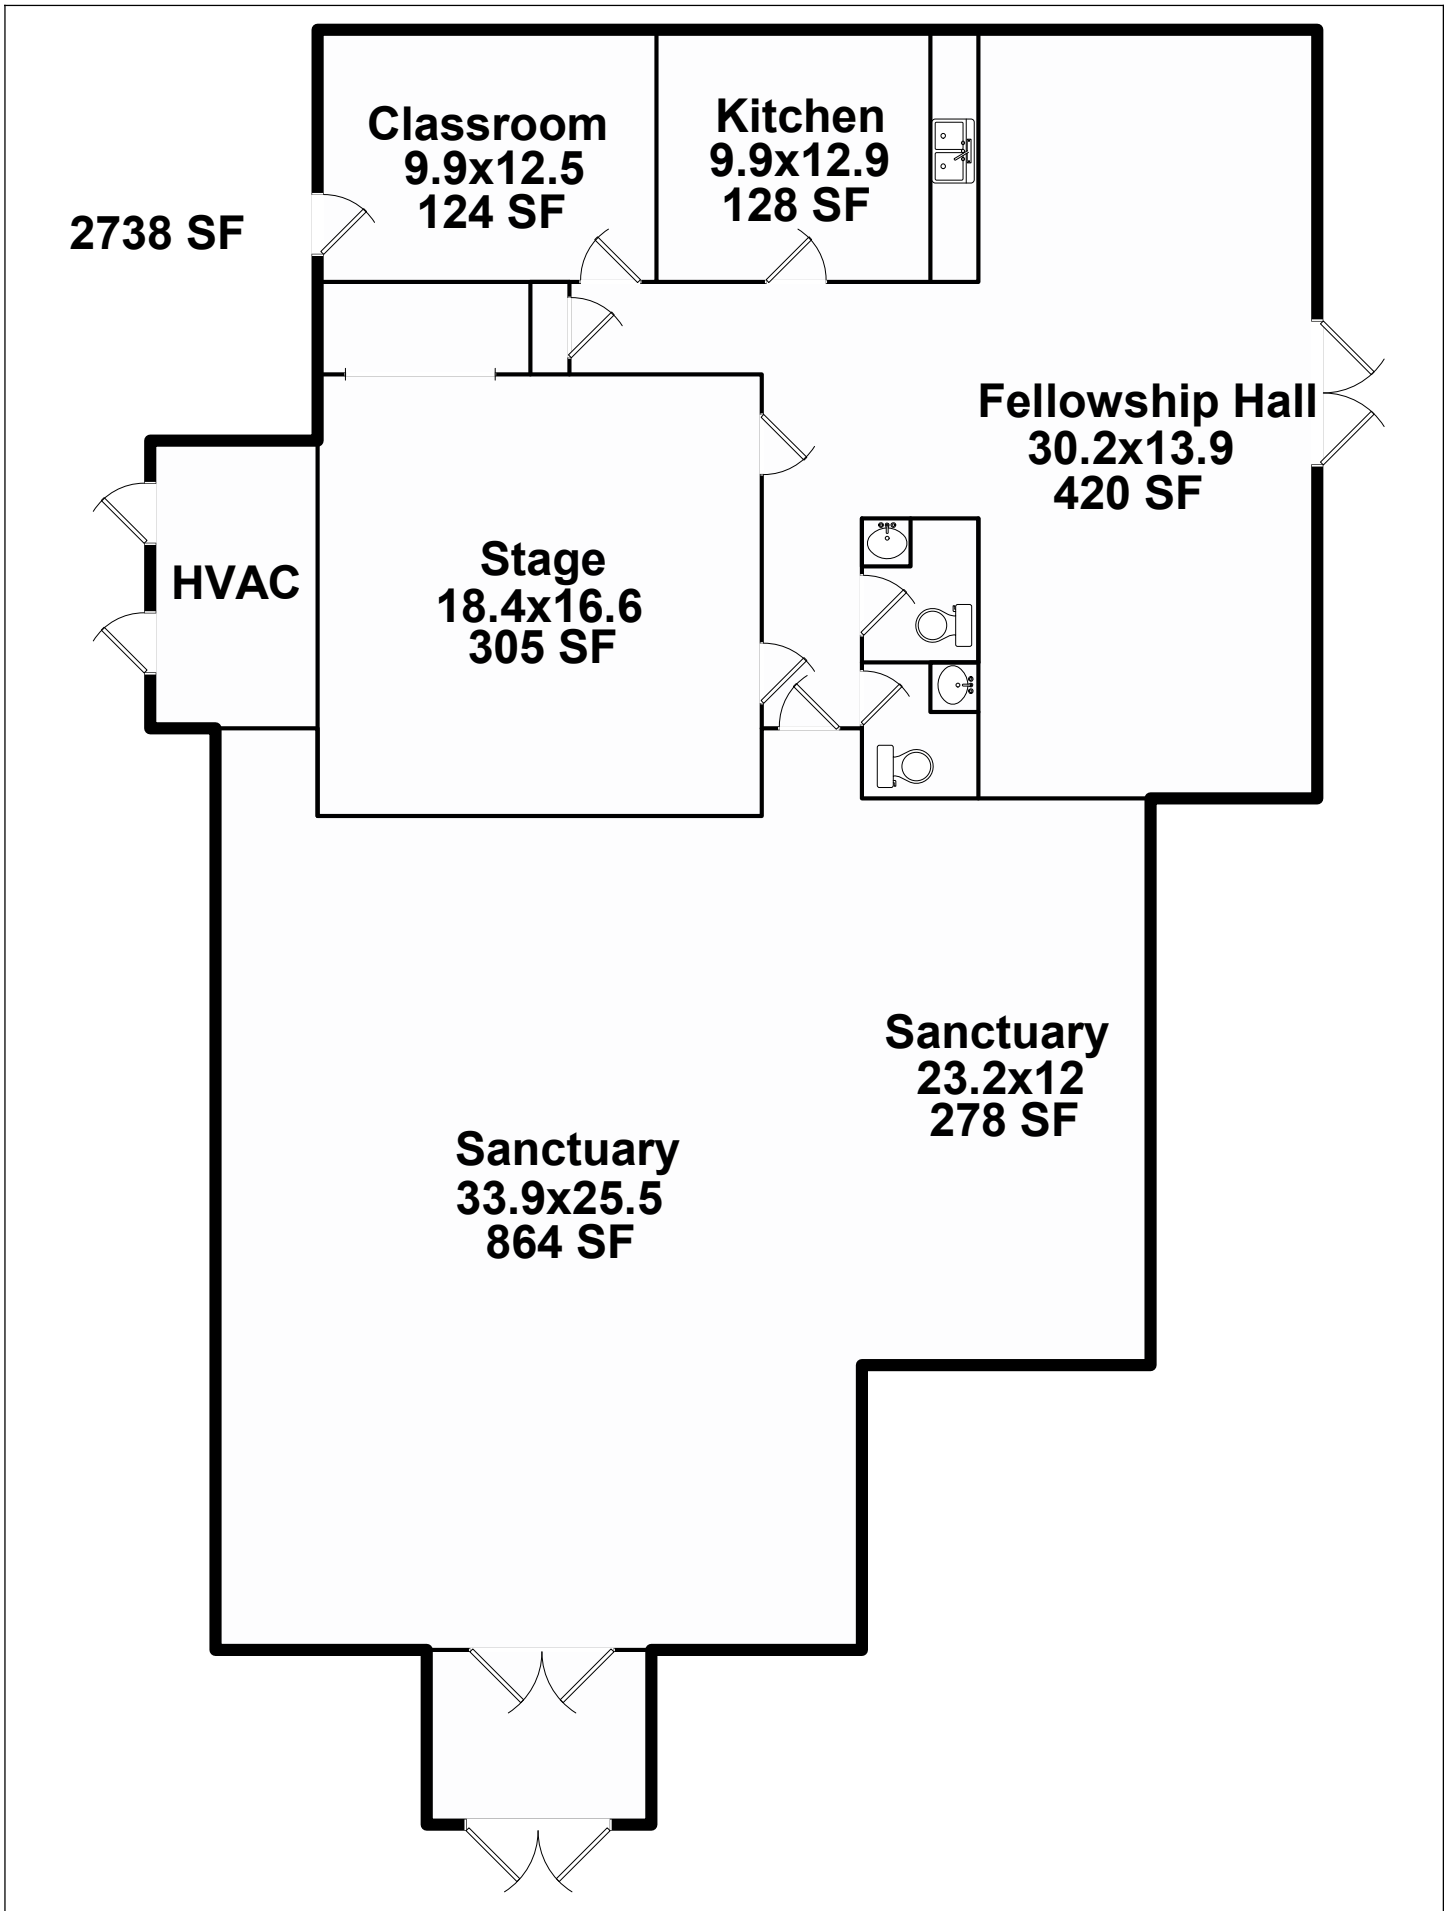 Classroom
9.9x12.5
124 SF
Kitchen
9.9x12.9
128 SF
2738 SF
Fellowship Hall
30.2x13.9
420 SF
HVAC
Stage
18.4x16.6
305 SF
Sanctuary
23.2x12
278 SF
Sanctuary
33.9x25.5
864 SF